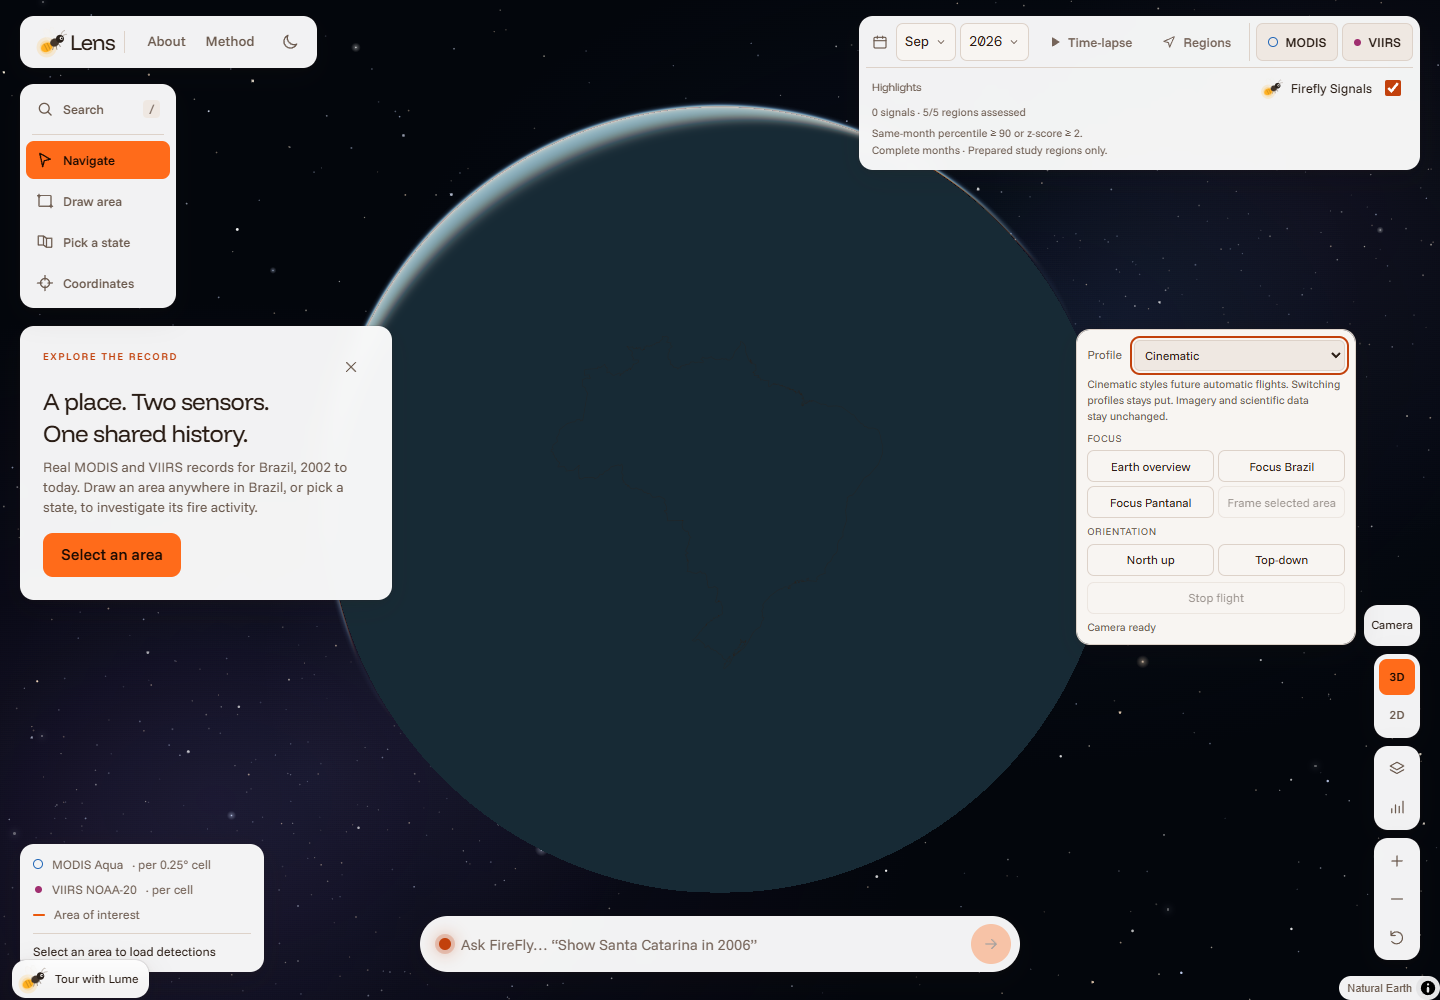 Lens
About
Method
Search
/
Navigate
Draw area
Pick a state
Coordinates
EXPLORE THE RECORD
A place. Two sensors.
One shared history.
Real MODIS and VIIRS records for Brazil, 2002 to
today. Draw an area anywhere in Brazil, or pick a
state, to investigate its fire activity.
Select an area
MODIS Aqua · per 0.25° cell
VIIRS NOAA-20 · per cell
Area of interest
Select an area to load detections
Tour with Lume
Ask FireFly… “Show Santa Catarina in 2006”
Sep
2026
Time-lapse
Regions
MODIS
VIIRS
Highlights
Firefly Signals
0 signals · 5/5 regions assessed
Same-month percentile ≥ 90 or z-score ≥ 2.
Complete months · Prepared study regions only.
Profile
Cinematic
Cinematic styles future automatic flights. Switching
profiles stays put. Imagery and scientific data
stay unchanged.
FOCUS
Earth overview
Focus Brazil
Focus Pantanal
Frame selected area
ORIENTATION
North up
Top-down
Stop flight
Camera ready
Camera
3D
2D
Natural Earth